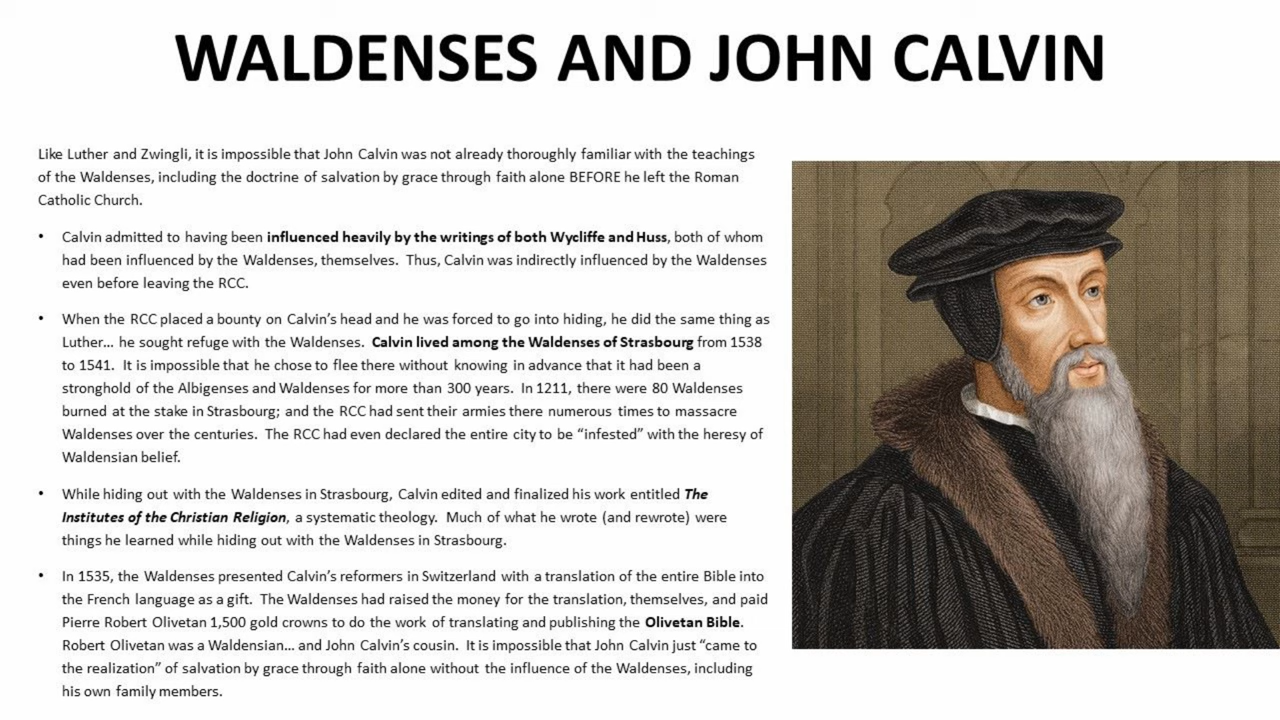 WALDENSES AND JOHN CALVIN
Like Luther and Zwingli, it is impossible that John Calvin was not already thoroughly familiar with the teachings
of the Waldenses, including the doctrine of salvation by grace through faith alone BEFORE he left the Roman
Catholic Church.
• Calvin admitted to having been influenced heavily by the writings of both Wycliffe and Huss, both of whom
had been influenced by the Waldenses, themselves. Thus, Calvin was indirectly influenced by the Waldenses
even before leaving the RCC.
• When the RCC placed a bounty on Calvin's head and he was forced to go into hiding, he did the same thing as
Luther... he sought refuge with the Waldenses. Calvin lived among the Waldenses of Strasbourg from 1538
to 1541. It is impossible that he chose to flee there without knowing in advance that it had been a
stronghold of the Albigenses and Waldenses for more than 300 years. In 1211, there were 80 Waldenses
burned at the stake in Strasbourg; and the RCC had sent their armies there numerous times to massacre
Waldenses over the centuries. The RCC had even declared the entire city to be “infested” with the heresy of
Waldensian belief.
• While hiding out with the Waldenses in Strasbourg, Calvin edited and finalized his work entitled The
Institutes of the Christian Religion, a systematic theology. Much of what he wrote (and rewrote) were
things he learned while hiding out with the Waldenses in Strasbourg.
• In 1535, the Waldenses presented Calvin's reformers in Switzerland with a translation of the entire Bible into
the French language as a gift. The Waldenses had raised the money for the translation, themselves, and paid
Pierre Robert Olivetan 1,500 gold crowns to do the work of translating and publishing the Olivetan Bible.
Robert Olivetan was a Waldensian... and John Calvin's cousin. It is impossible that John Calvin just “came to
the realization” of salvation by grace through faith alone without the influence of the Waldenses, including
his own family members.